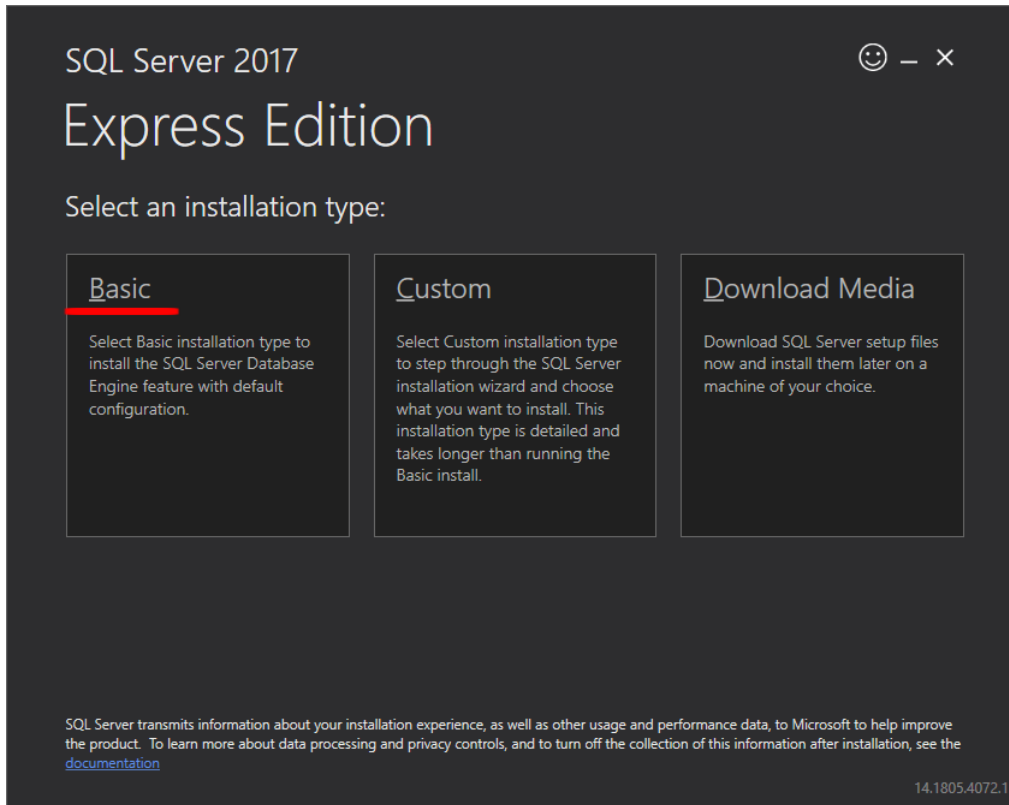 SQL Server 2017
Express Edition
Select an installation type:
Basic
Select Basic installation type to
install the SQL Server Database
Engine feature with default
configuration.
Custom
Select Custom installation type
to step through the SQL Server
installation wizard and choose
what you want to install. This
installation type is detailed and
takes longer than running the
Basic install.
Download Media
Download SQL Server setup files
now and install them later on a
machine of your choice.
SQL Server transmits information about your installation experience, as well as other usage and performance data, to Microsoft to help improve
the product.  To learn more about data processing and privacy controls, and to turn off the collection of this information after installation, see the
documentation
14.1805.4072.1